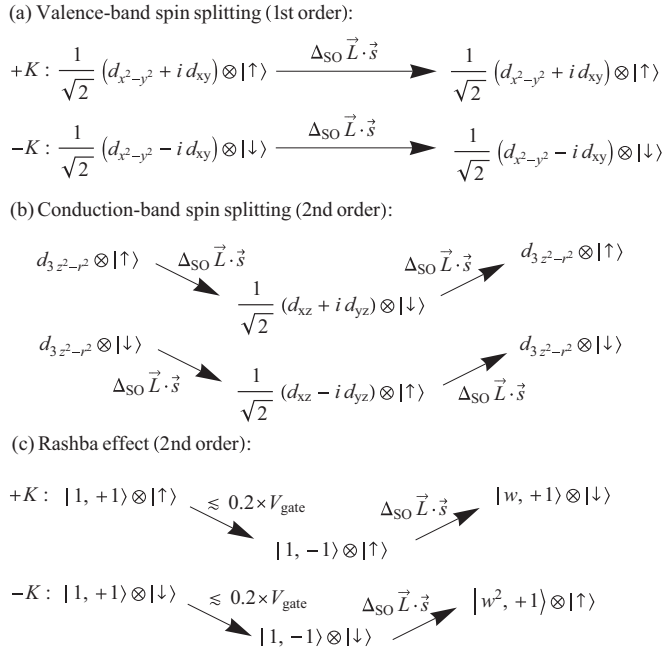 (a) Valence-band spin splitting (1st order):
Δ_SO L⃗·s⃗
+K : 1/√2 (d_{x²−y²} + i d_{xy}) ⊗ |↑⟩ 1/√2 (d_{x²−y²} + i d_{xy}) ⊗ |↑⟩
Δ_SO L⃗·s⃗
−K : 1/√2 (d_{x²−y²} − i d_{xy}) ⊗ |↓⟩ 1/√2 (d_{x²−y²} − i d_{xy}) ⊗ |↓⟩
(b) Conduction-band spin splitting (2nd order):
d_{3z²−r²} ⊗ |↑⟩ Δ_SO L⃗·s⃗ Δ_SO L⃗·s⃗ d_{3z²−r²} ⊗ |↑⟩
1/√2 (d_{xz} + i d_{yz}) ⊗ |↓⟩
d_{3z²−r²} ⊗ |↓⟩ d_{3z²−r²} ⊗ |↓⟩
Δ_SO L⃗·s⃗ 1/√2 (d_{xz} − i d_{yz}) ⊗ |↑⟩ Δ_SO L⃗·s⃗
(c) Rashba effect (2nd order):
+K : |1, +1⟩ ⊗ |↑⟩ ≲ 0.2 × V_gate Δ_SO L⃗·s⃗ |w, +1⟩ ⊗ |↓⟩
|1, −1⟩ ⊗ |↑⟩
−K : |1, +1⟩ ⊗ |↓⟩ ≲ 0.2 × V_gate Δ_SO L⃗·s⃗ |w², +1⟩ ⊗ |↑⟩
|1, −1⟩ ⊗ |↓⟩